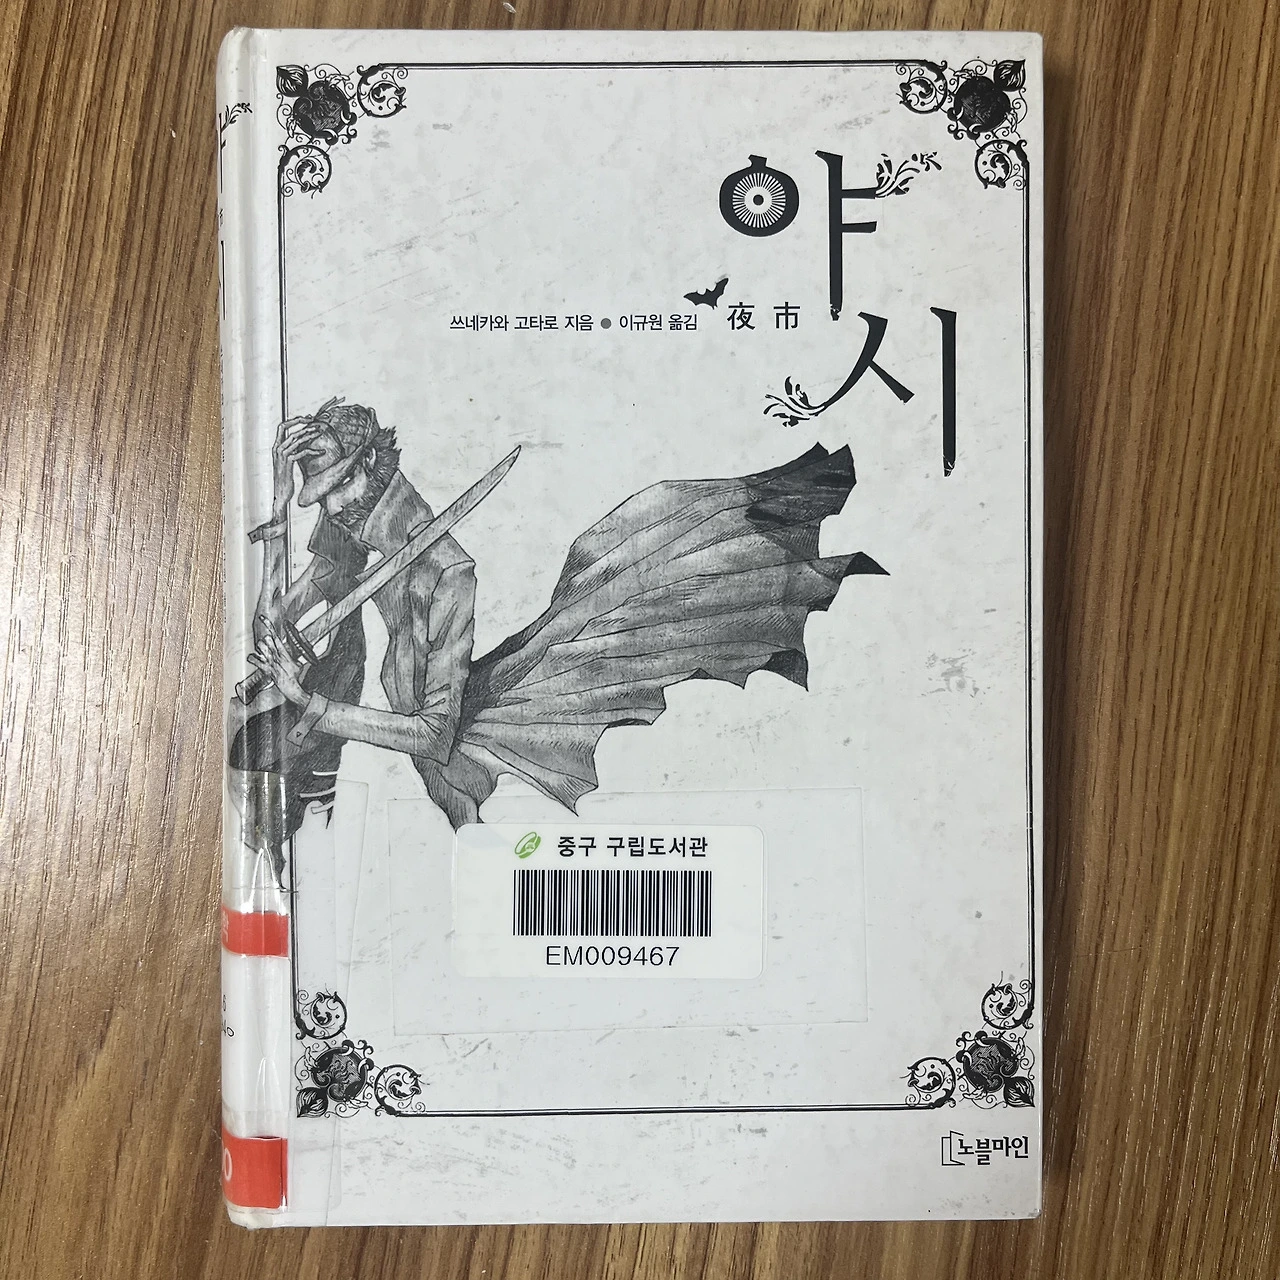 야시
夜市
쓰네카와 고타로 지음 ● 이규원 옮김
중구 구립도서관
EM009467
노블마인